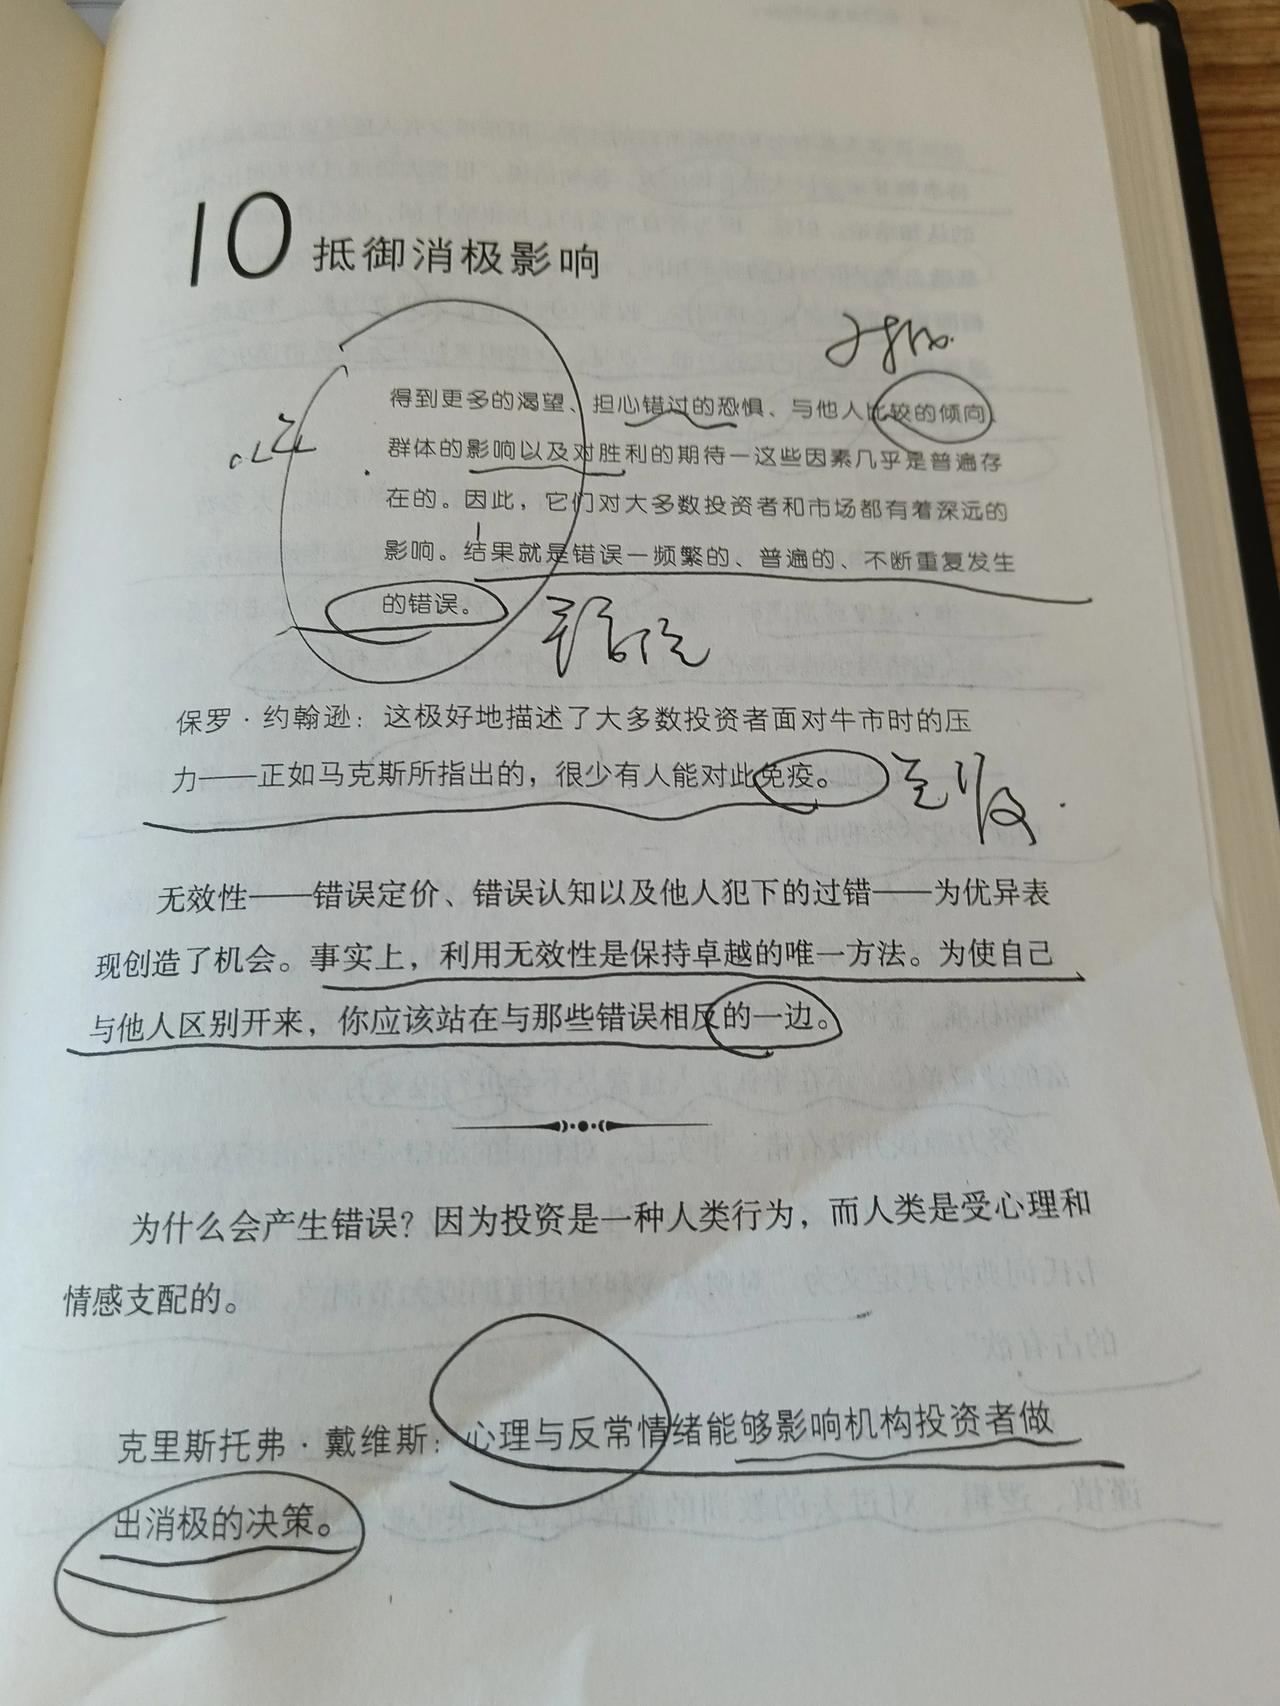 10 抵御消极影响
得到更多的渴望、担心错过的恐惧、与他人比较的倾向、
群体的影响以及对胜利的期待—这些因素几乎是普遍存
在的。因此，它们对大多数投资者和市场都有着深远的
影响。结果就是错误—频繁的、普遍的、不断重复发生
的错误。
保罗·约翰逊：这极好地描述了大多数投资者面对牛市时的压
力——正如马克斯所指出的，很少有人能对此免疫。
无效性——错误定价、错误认知以及他人犯下的过错——为优异表
现创造了机会。事实上，利用无效性是保持卓越的唯一方法。为使自己
与他人区别开来，你应该站在与那些错误相反的一边。
为什么会产生错误？因为投资是一种人类行为，而人类是受心理和
情感支配的。
克里斯托弗·戴维斯：心理与反常情绪能够影响机构投资者做
出消极的决策。